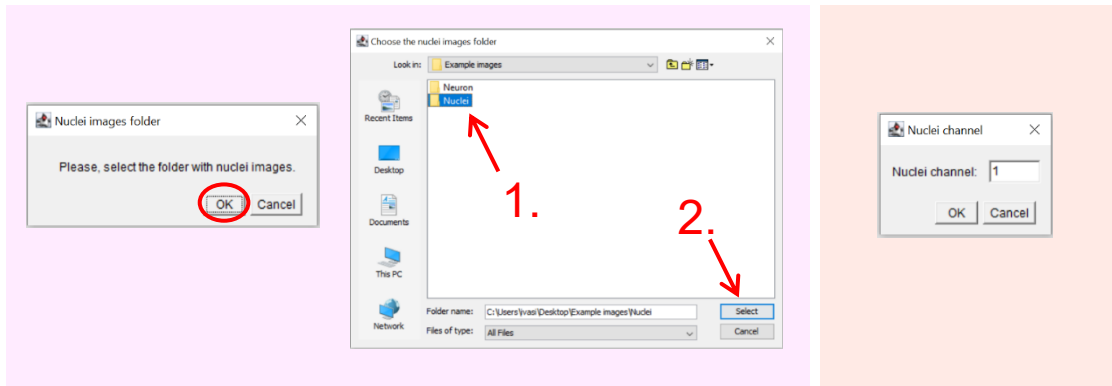 Nuclei images folder
Please, select the folder with nuclei images.
OK Cancel
Choose the nuclei images folder
Look in: Example images
Neuron
Nuclei
Recent Items
Desktop
Documents
This PC
Network
1.
2.
Folder name: C:\Users\ivasi\Desktop\Example images\Nuclei Select
Files of type: All Files Cancel
Nuclei channel
Nuclei channel: 1
OK Cancel